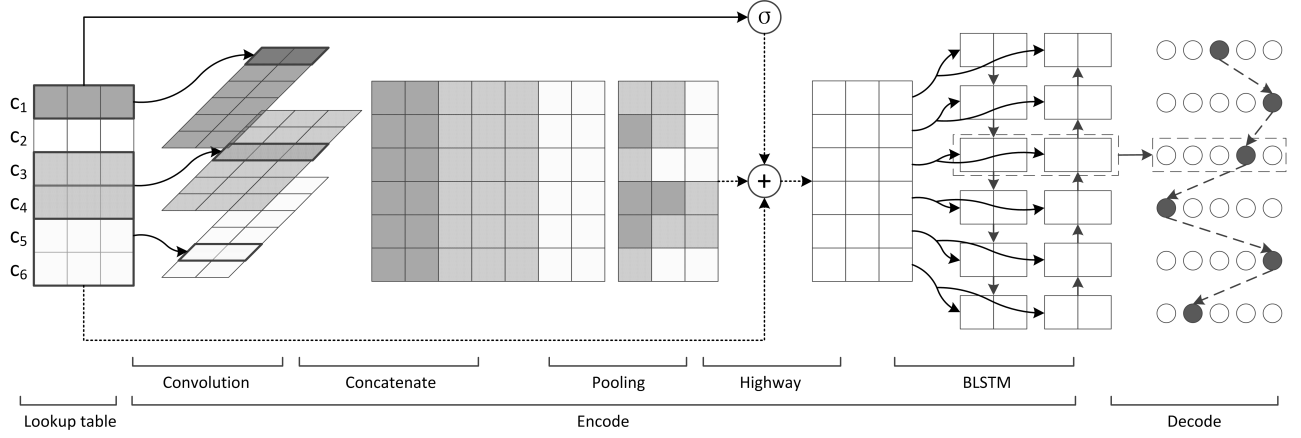 σ
c1
c2
c3
c4
c5
c6
+
Convolution Concatenate Pooling Highway BLSTM
Lookup table Encode Decode